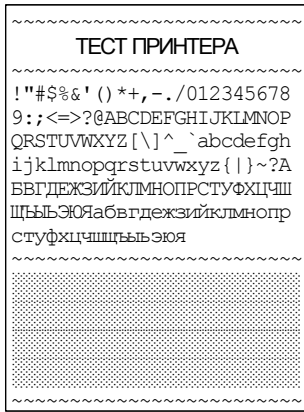 ~~~~~~~~~~~~~~~~~~~~~~~~
ТЕСТ ПРИНТЕРА
~~~~~~~~~~~~~~~~~~~~~~~~
!"#$%&'()*+,-./012345678
9:;<=>?@ABCDEFGHIJKLMNOP
QRSTUVWXYZ[\]^_`abcdefgh
ijklmnopqrstuvwxyz{|}~?А
БВГДЕЖЗИЙКЛМНОПРСТУФХЦЧШ
ЩЪЫЬЭЮЯабвгдежзийклмнопр
стуфхцчшщъыьэюя
~~~~~~~~~~~~~~~~~~~~~~~~
~~~~~~~~~~~~~~~~~~~~~~~~